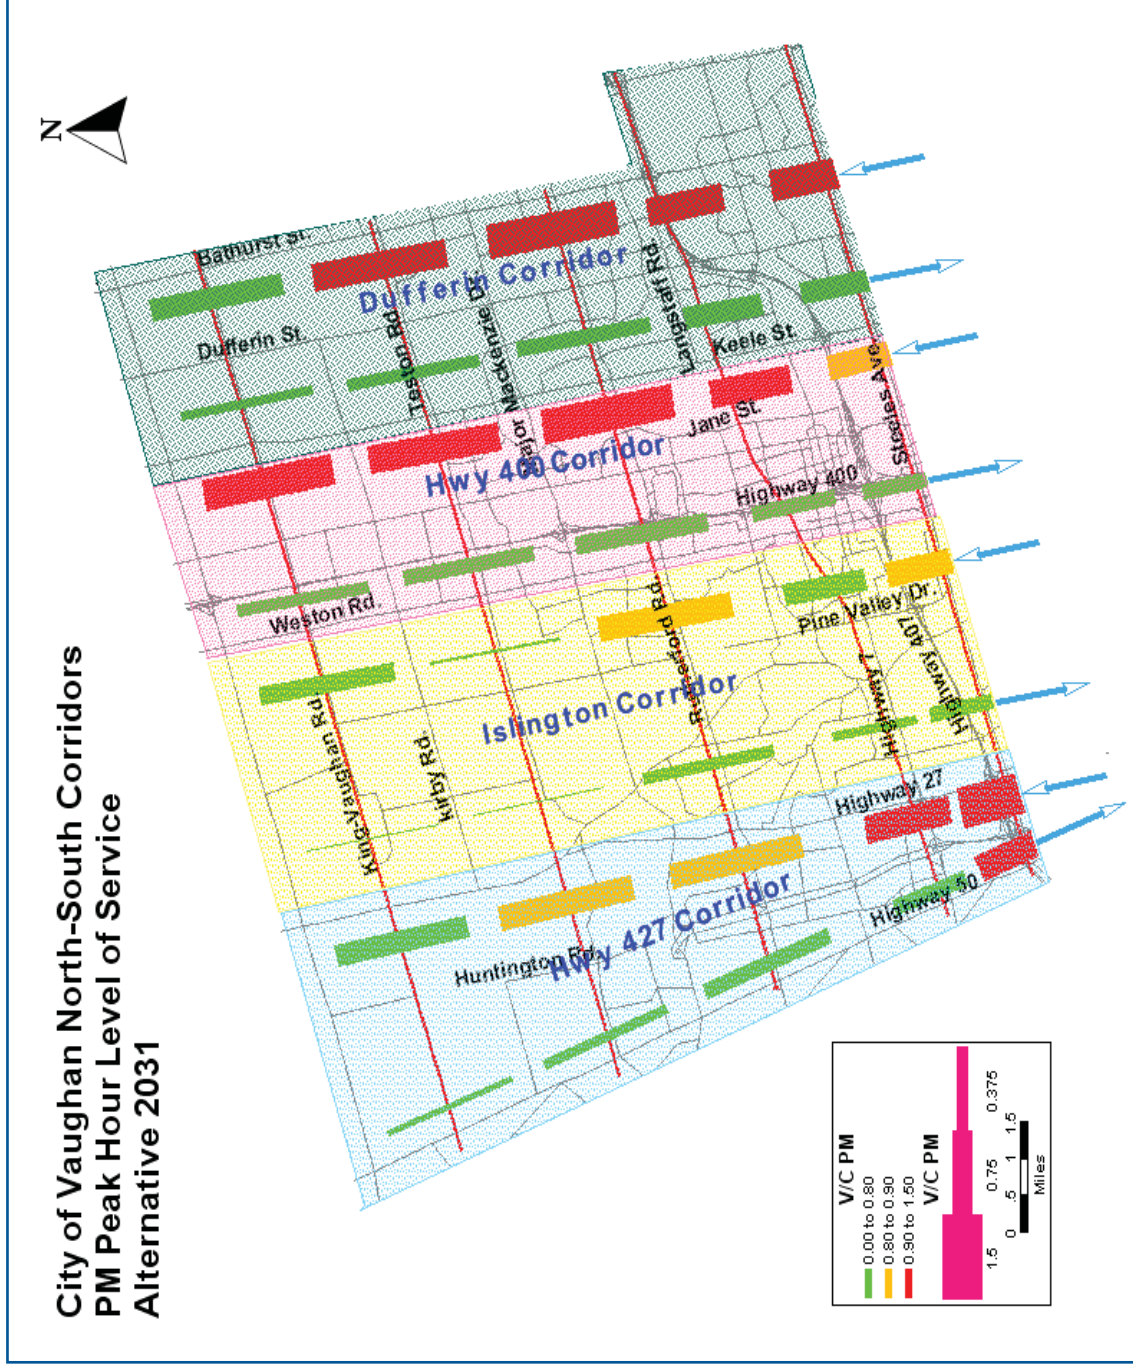 City of Vaughan North-South Corridors
PM Peak Hour Level of Service
Alternative 2031
N
Bathurst St.
Dufferin St.
Dufferin Corridor
Teston Rd.
Major Mackenzie Dr.
Langstaff Rd.
Keele St.
Jane St.
Hwy 400 Corridor
Highway 400
Steeles Ave
Weston Rd.
Pine Valley Dr.
Rutherford Rd.
Islington Corridor
Highway 7
Highway 407
King-Vaughan Rd.
Kirby Rd.
Highway 27
Highway 50
Huntington Rd.
Hwy 427 Corridor
V/C PM
0.00 to 0.80
0.80 to 0.90
0.90 to 1.50
V/C PM
1.5 0.75 0.375
0 .5 1 1.5
Miles